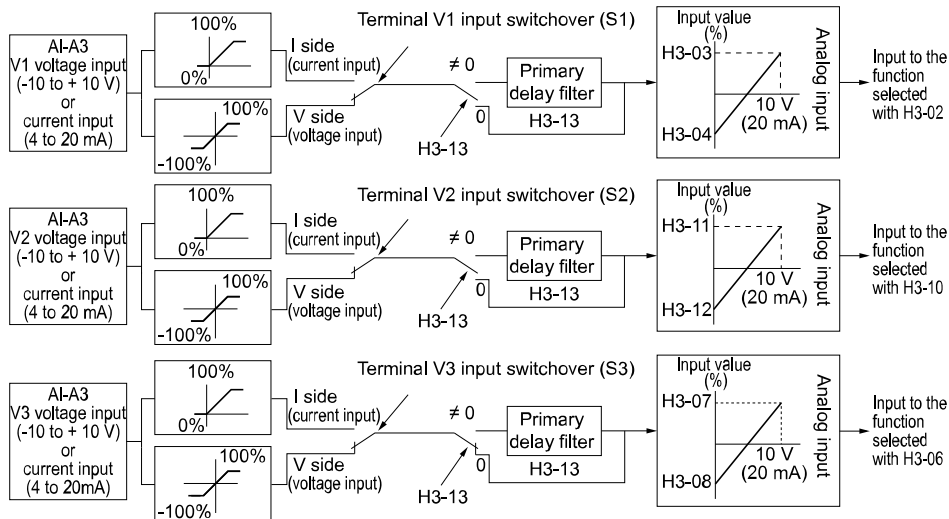 Terminal V1 input switchover (S1)
AI-A3
V1 voltage input
(-10 to + 10 V)
or
current input
(4 to 20 mA)
100%
0%
100%
-100%
I side
(current input)
V side
(voltage input)
≠ 0
0
H3-13
Primary
delay filter
H3-13
Input value
(%)
H3-03
H3-04
10 V
(20 mA)
Analog input
Input to the
function
selected
with H3-02
Terminal V2 input switchover (S2)
AI-A3
V2 voltage input
(-10 to + 10 V)
or
current input
(4 to 20 mA)
100%
0%
100%
-100%
I side
(current input)
V side
(voltage input)
≠ 0
0
H3-13
Primary
delay filter
H3-13
Input value
(%)
H3-11
H3-12
10 V
(20 mA)
Analog input
Input to the
function
selected
with H3-10
Terminal V3 input switchover (S3)
AI-A3
V3 voltage input
(-10 to + 10 V)
or
current input
(4 to 20mA)
100%
0%
100%
-100%
I side
(current input)
V side
(voltage input)
≠ 0
0
H3-13
Primary
delay filter
H3-13
Input value
(%)
H3-07
H3-08
10 V
(20 mA)
Analog input
Input to the
function
selected
with H3-06